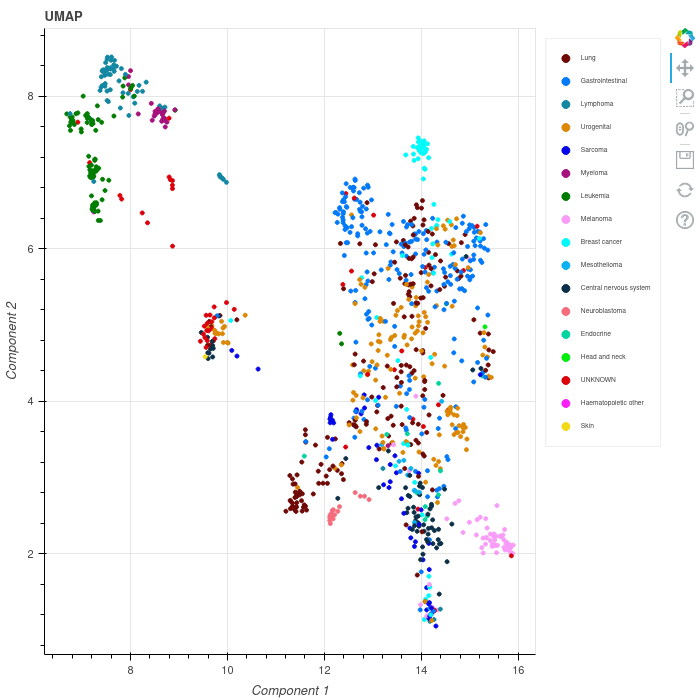 UMAP
8
6
4
2
Component 2
8
10
12
14
16
Component 1
Lung
Gastrointestinal
Lymphoma
Urogenital
Sarcoma
Myeloma
Leukemia
Melanoma
Breast cancer
Mesothelioma
Central nervous system
Neuroblastoma
Endocrine
Head and neck
UNKNOWN
Haematopoietic other
Skin